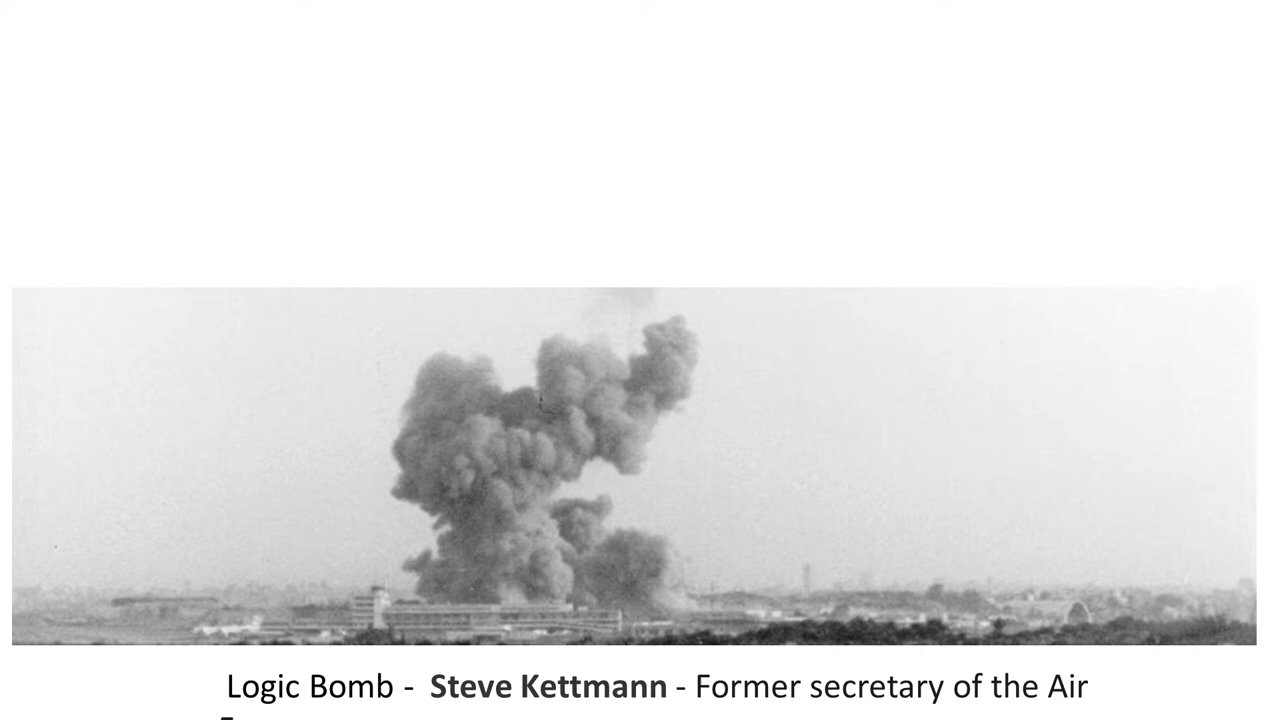 Logic Bomb - Steve Kettmann - Former secretary of the Air